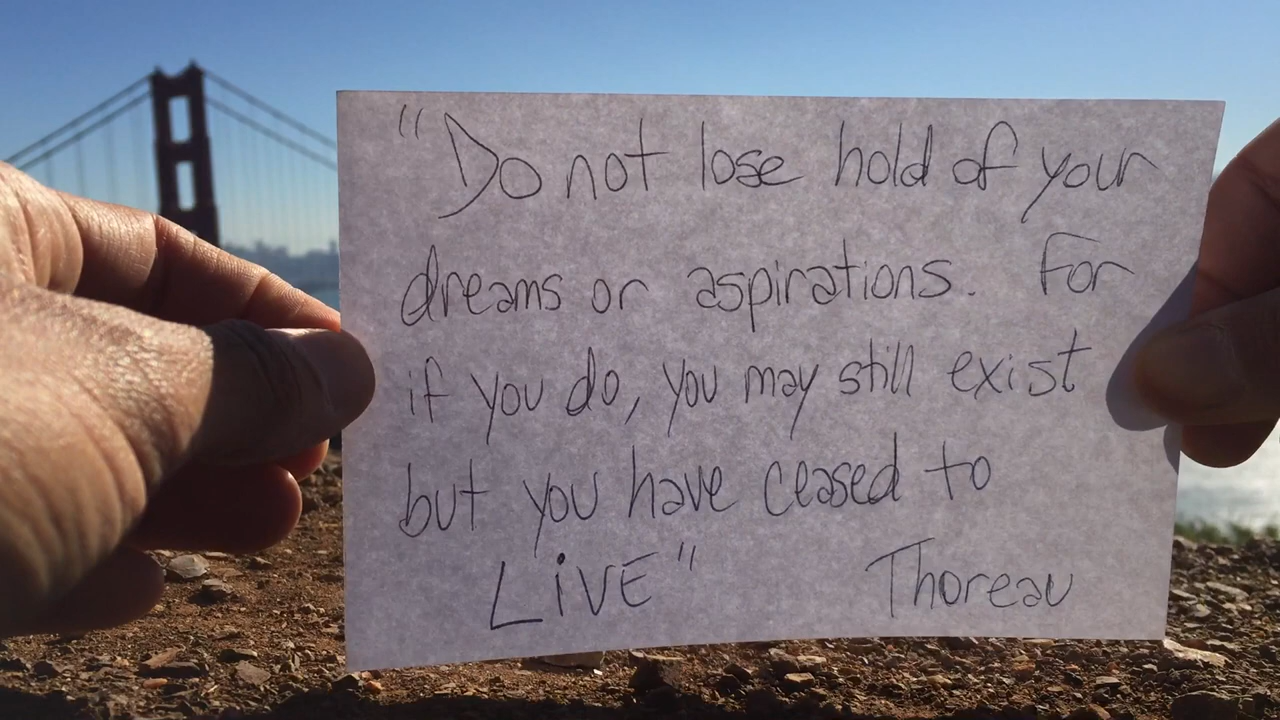 "Do not lose hold of your
dreams or aspirations. For
if you do, you may still exist
but you have ceased to
LiVE" Thoreau